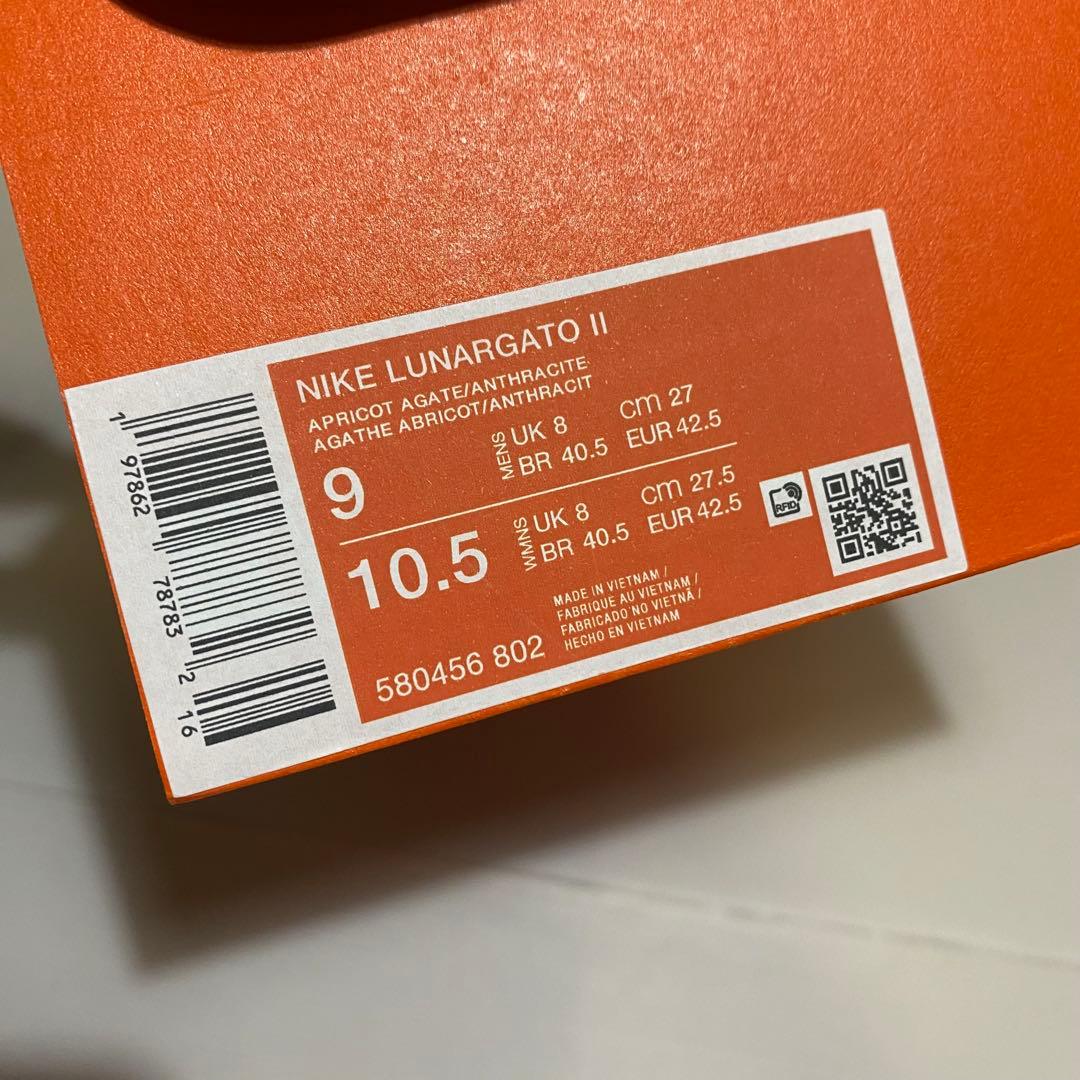 NIKE LUNARGATO II
APRICOT AGATE/ANTHRACITE
AGATHE ABRICOT/ANTHRACIT
9
MENS
UK 8
cm 27
BR 40.5
EUR 42.5
10.5
WMNS
UK 8
cm 27.5
BR 40.5
EUR 42.5
RFID
MADE IN VIETNAM /
FABRIQUE AU VIETNAM /
FABRICADO NO VIETNÃ /
HECHO EN VIETNAM
580456 802
1 97862 78783 2 16